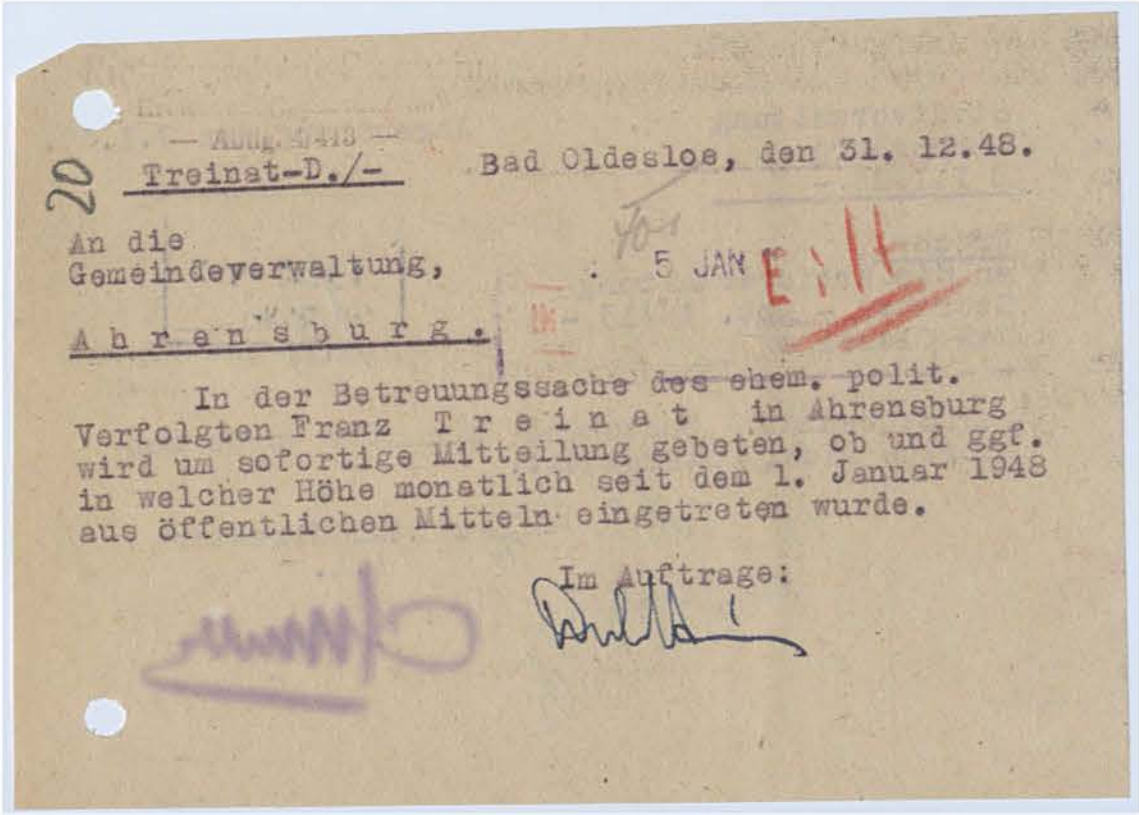 — Abtlg. 4/413 —
20
Treinat-D./-
Bad Oldesloe, den 31. 12.48.
An die
Gemeindeverwaltung,
5 JAN
Eilt
Ahrensburg.
In der Betreuungssache des ehem. polit.
Verfolgten Franz Treinat in Ahrensburg
wird um sofortige Mitteilung gebeten, ob und ggf.
in welcher Höhe monatlich seit dem 1. Januar 1948
aus öffentlichen Mitteln eingetreten wurde.
Im Auftrage: